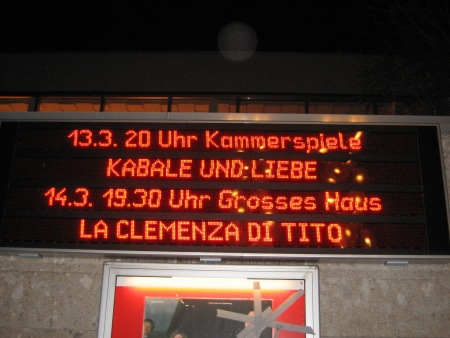 13.3. 20 Uhr Kammerspiele
KABALE UND LIEBE
14.3. 19.30 Uhr Grosses Haus
LA CLEMENZA DI TITO